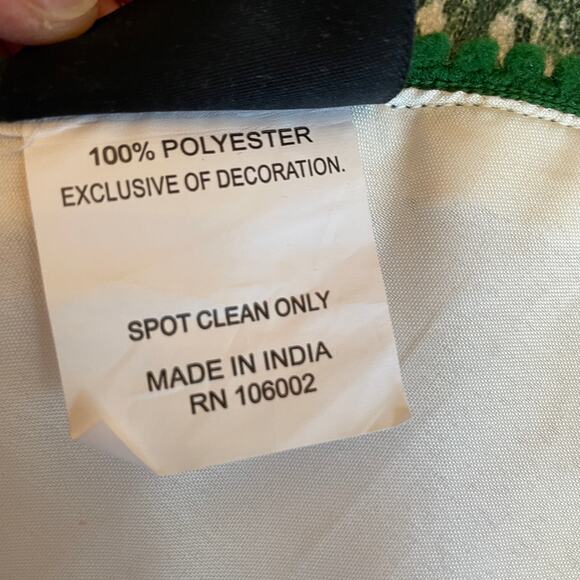 100% POLYESTER
EXCLUSIVE OF DECORATION.
SPOT CLEAN ONLY
MADE IN INDIA
RN 106002